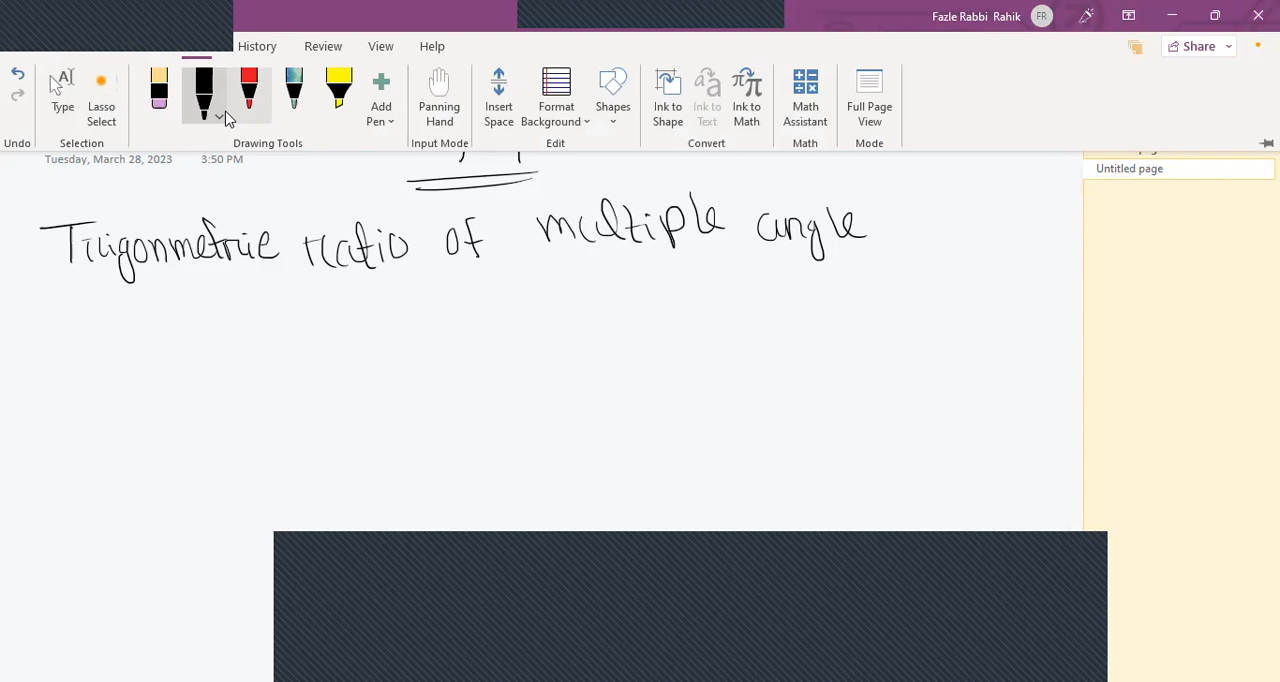 Fazle Rabbi Rahik FR
History Review View Help Share
Type Lasso Select Add Pen Panning Hand Insert Space Format Background Shapes Ink to Shape Ink to Text Ink to Math Math Assistant Full Page View
Undo Selection Drawing Tools Input Mode Edit Convert Math Mode
Tuesday, March 28, 2023 3:50 PM
Untitled page
Trigonmetric ratio of multiple angle